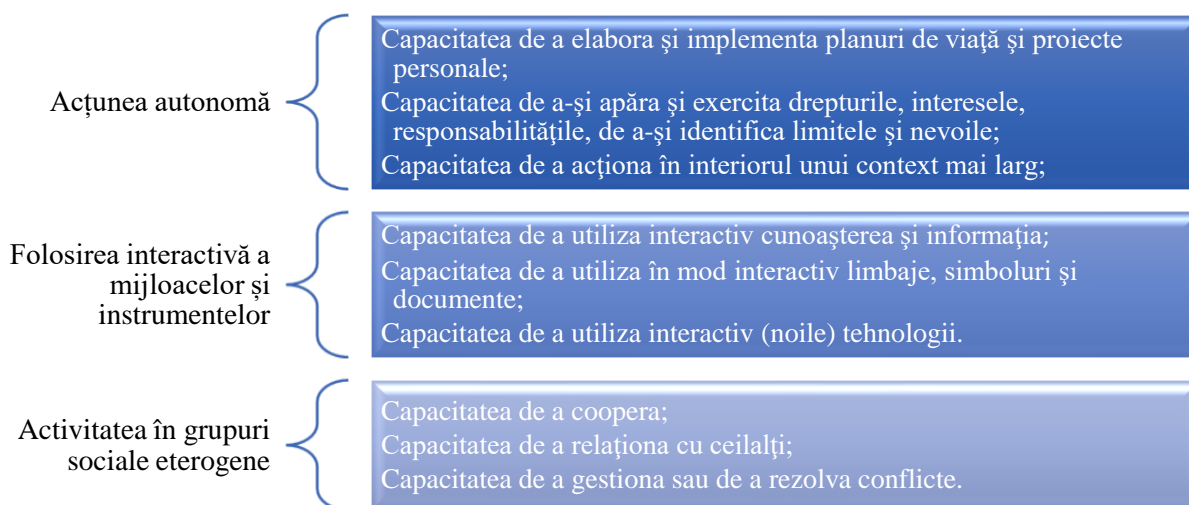 Acțunea autonomă
Capacitatea de a elabora şi implementa planuri de viaţă şi proiecte
personale;
Capacitatea de a-şi apăra şi exercita drepturile, interesele,
responsabilităţile, de a-şi identifica limitele şi nevoile;
Capacitatea de a acţiona în interiorul unui context mai larg;
Folosirea interactivă a
mijloacelor și
instrumentelor
Capacitatea de a utiliza interactiv cunoaşterea şi informaţia;
Capacitatea de a utiliza în mod interactiv limbaje, simboluri şi
documente;
Capacitatea de a utiliza interactiv (noile) tehnologii.
Activitatea în grupuri
sociale eterogene
Capacitatea de a coopera;
Capacitatea de a relaţiona cu ceilalţi;
Capacitatea de a gestiona sau de a rezolva conflicte.